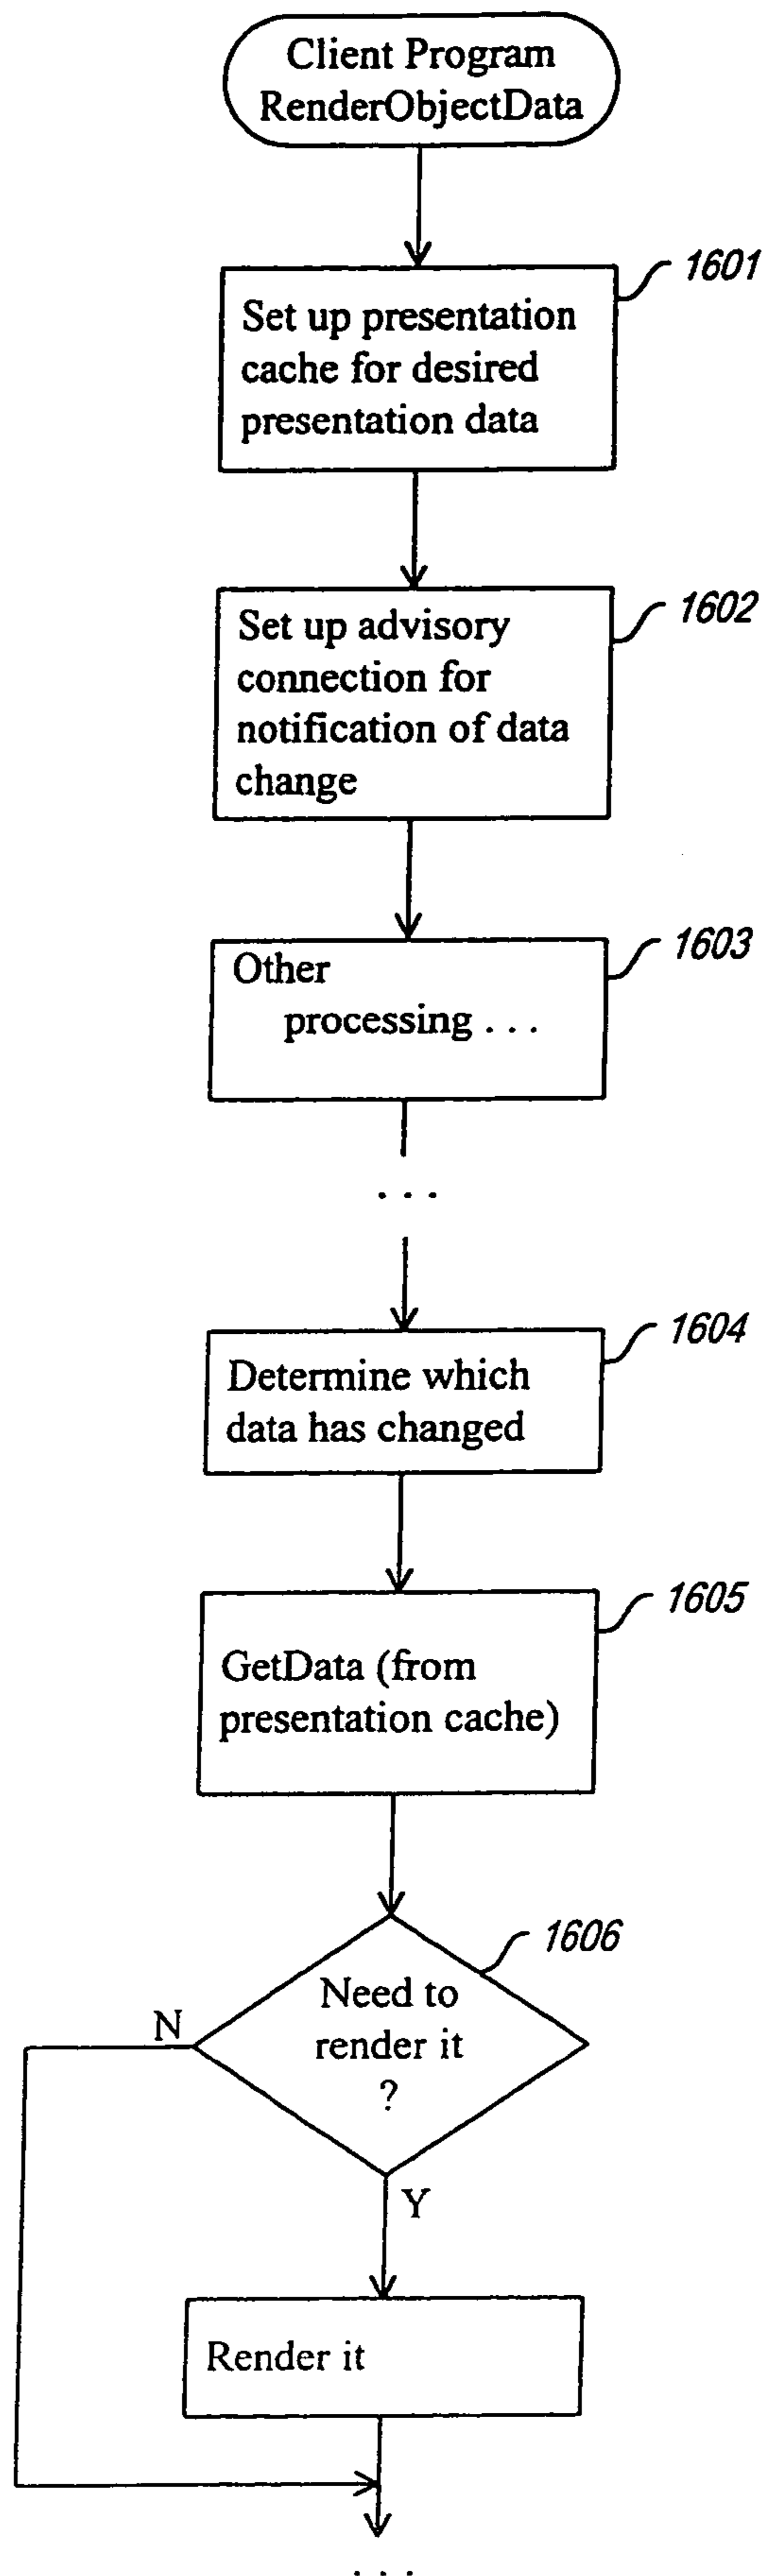 Client Program
RenderObjectData
1601
Set up presentation
cache for desired
presentation data
1602
Set up advisory
connection for
notification of data
change
1603
Other
processing . . .
. . .
1604
Determine which
data has changed
1605
GetData (from
presentation cache)
1606
Need to
render it
?
N
Y
Render it
. . .